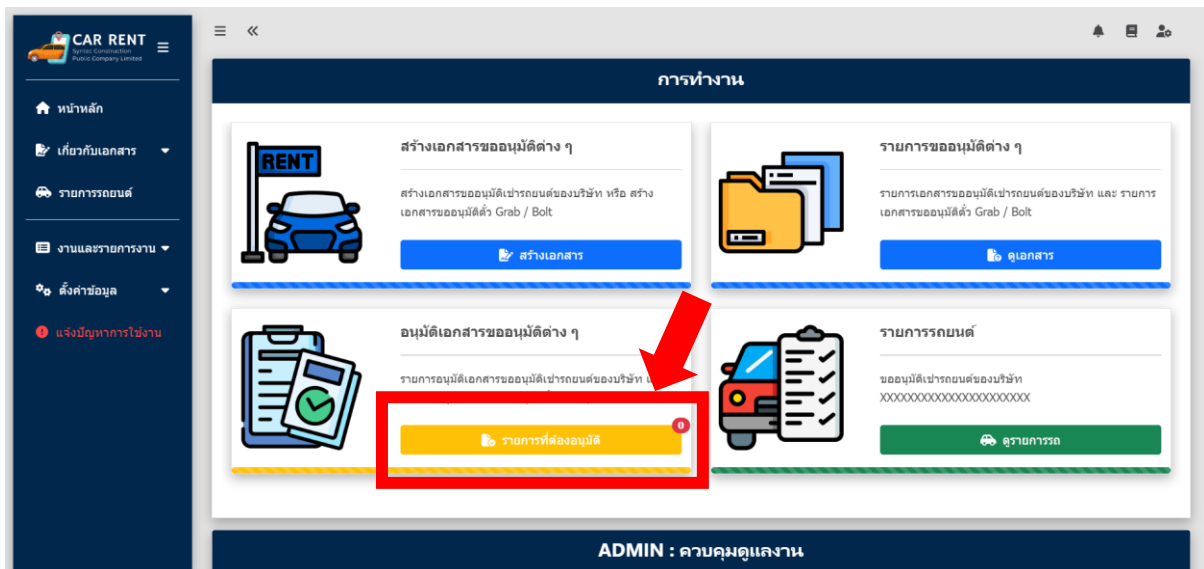 CAR RENT
Syntec Construction
Public Company Limited
หน้าหลัก
เกี่ยวกับเอกสาร
รายการรถยนต์
งานและรายการงาน
ตั้งค่าข้อมูล
แจ้งปัญหาการใช้งาน
การทำงาน
RENT
สร้างเอกสารขออนุมัติต่าง ๆ
สร้างเอกสารขออนุมัติเช่ารถยนต์ของบริษัท หรือ สร้าง
เอกสารขออนุมัติตั๋ว Grab / Bolt
สร้างเอกสาร
รายการขออนุมัติต่าง ๆ
รายการเอกสารขออนุมัติเช่ารถยนต์ของบริษัท และ รายการ
เอกสารขออนุมัติตั๋ว Grab / Bolt
ดูเอกสาร
อนุมัติเอกสารขออนุมัติต่าง ๆ
รายการอนุมัติเอกสารขออนุมัติเช่ารถยนต์ของบริษัท
0
รายการที่ต้องอนุมัติ
รายการรถยนต์
ขออนุมัติเช่ารถยนต์ของบริษัท
XXXXXXXXXXXXXXXXXXXXXXX
ดูรายการรถ
ADMIN : ควบคุมดูแลงาน